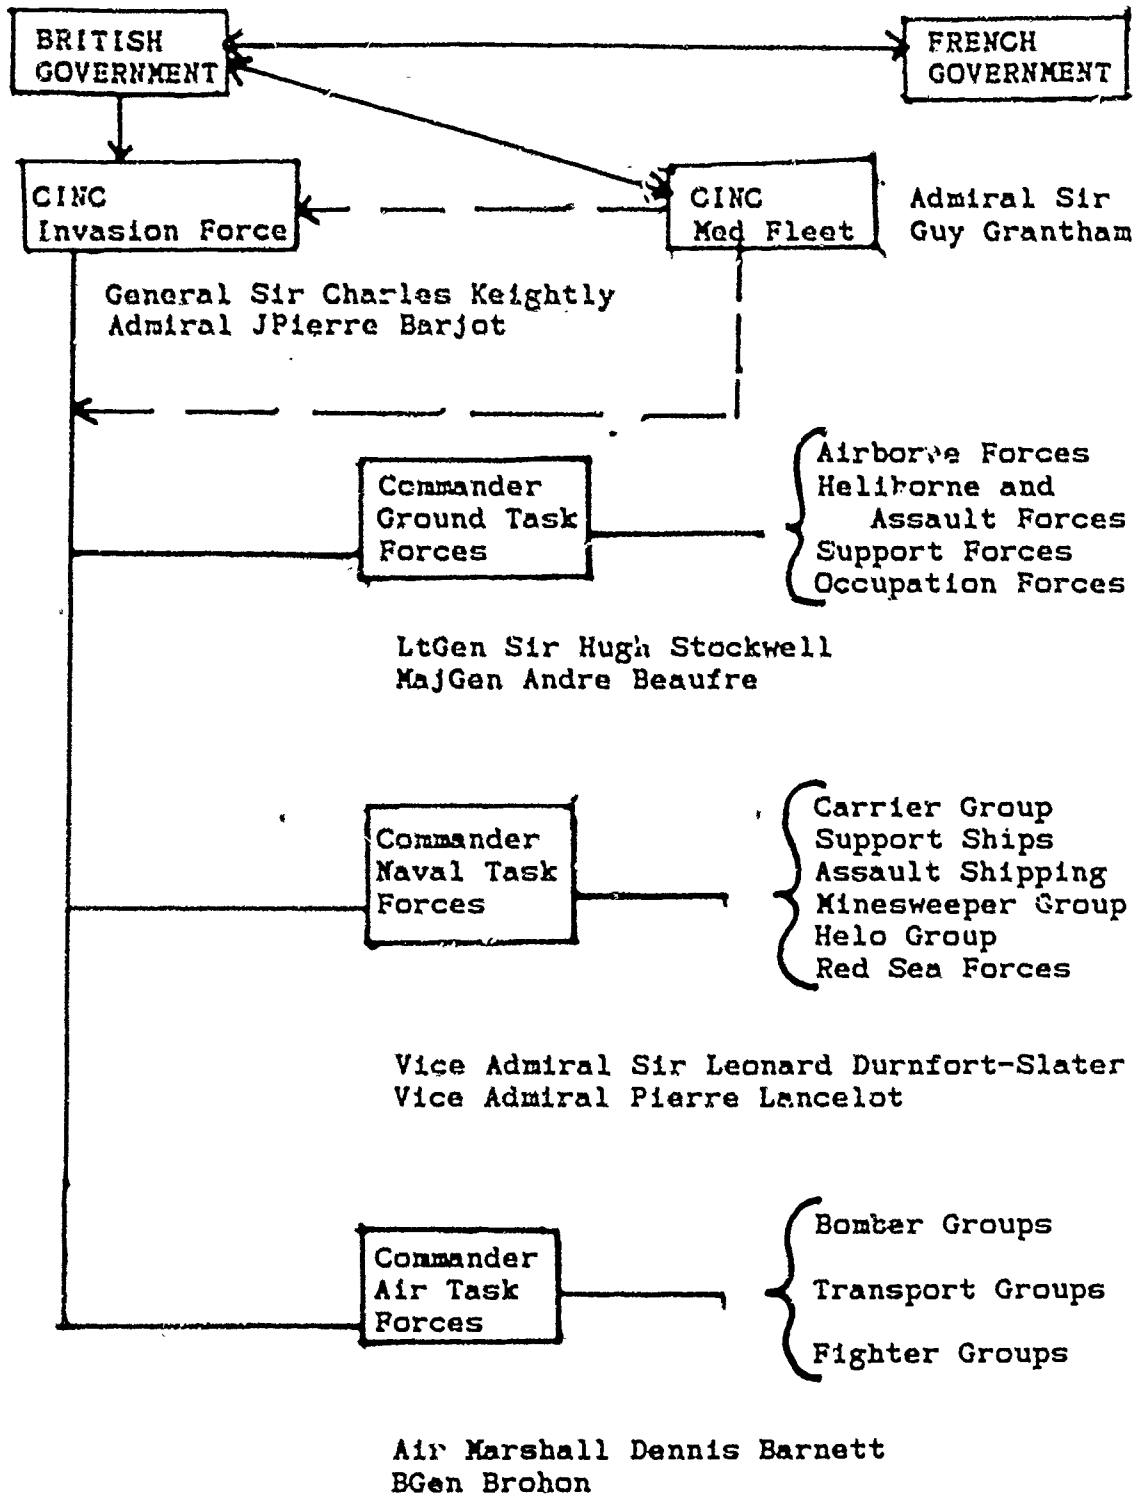 BRITISH
GOVERNMENT
FRENCH
GOVERNMENT
CINC
Invasion Force
CINC
Med Fleet
Admiral Sir
Guy Grantham
General Sir Charles Keightly
Admiral JPierre Barjot
Commander
Ground Task
Forces
Airborne Forces
Heliborne and
Assault Forces
Support Forces
Occupation Forces
LtGen Sir Hugh Stockwell
MajGen Andre Beaufre
Commander
Naval Task
Forces
Carrier Group
Support Ships
Assault Shipping
Minesweeper Group
Helo Group
Red Sea Forces
Vice Admiral Sir Leonard Durnfort-Slater
Vice Admiral Pierre Lancelot
Commander
Air Task
Forces
Bomber Groups
Transport Groups
Fighter Groups
Air Marshall Dennis Barnett
BGen Brohon